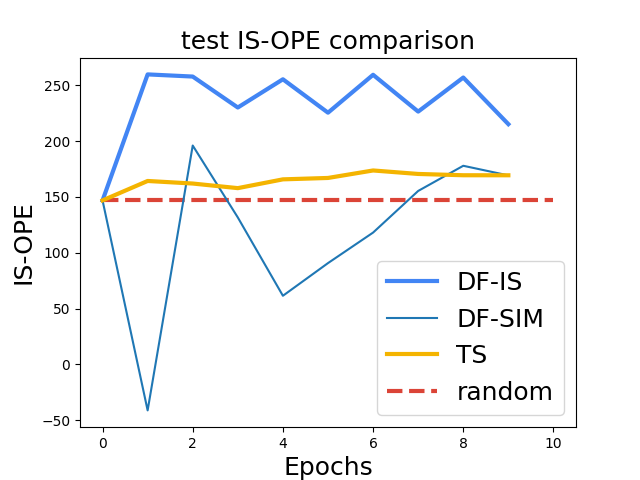 test IS-OPE comparison
IS-OPE
250
200
150
100
50
0
−50
0 2 4 6 8 10
Epochs
DF-IS
DF-SIM
TS
random